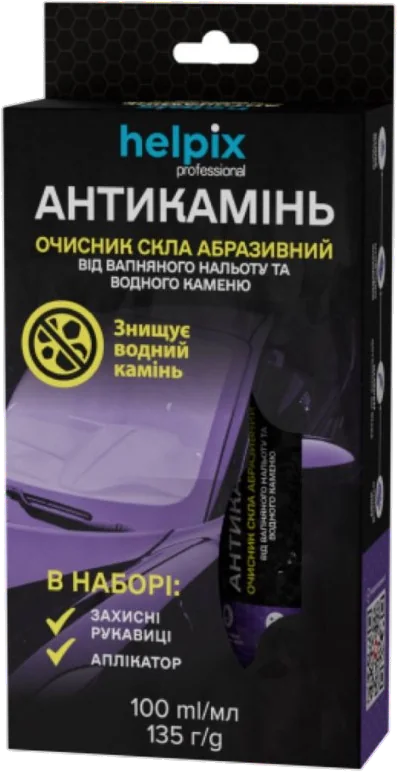 helpix
professional
АНТИКАМІНЬ
ОЧИСНИК СКЛА АБРАЗИВНИЙ
ВІД ВАПНЯНОГО НАЛЬОТУ ТА
ВОДНОГО КАМЕНЮ
Знищує
водний
камінь
АНТИКАМІНЬ
ОЧИСНИК СКЛА АБРАЗИВНИЙ
ВІД ВАПНЯНОГО НАЛЬОТУ ТА
ВОДНОГО КАМЕНЮ
В НАБОРІ:
ЗАХИСНІ
РУКАВИЦІ
АПЛІКАТОР
100 ml/мл
135 г/g